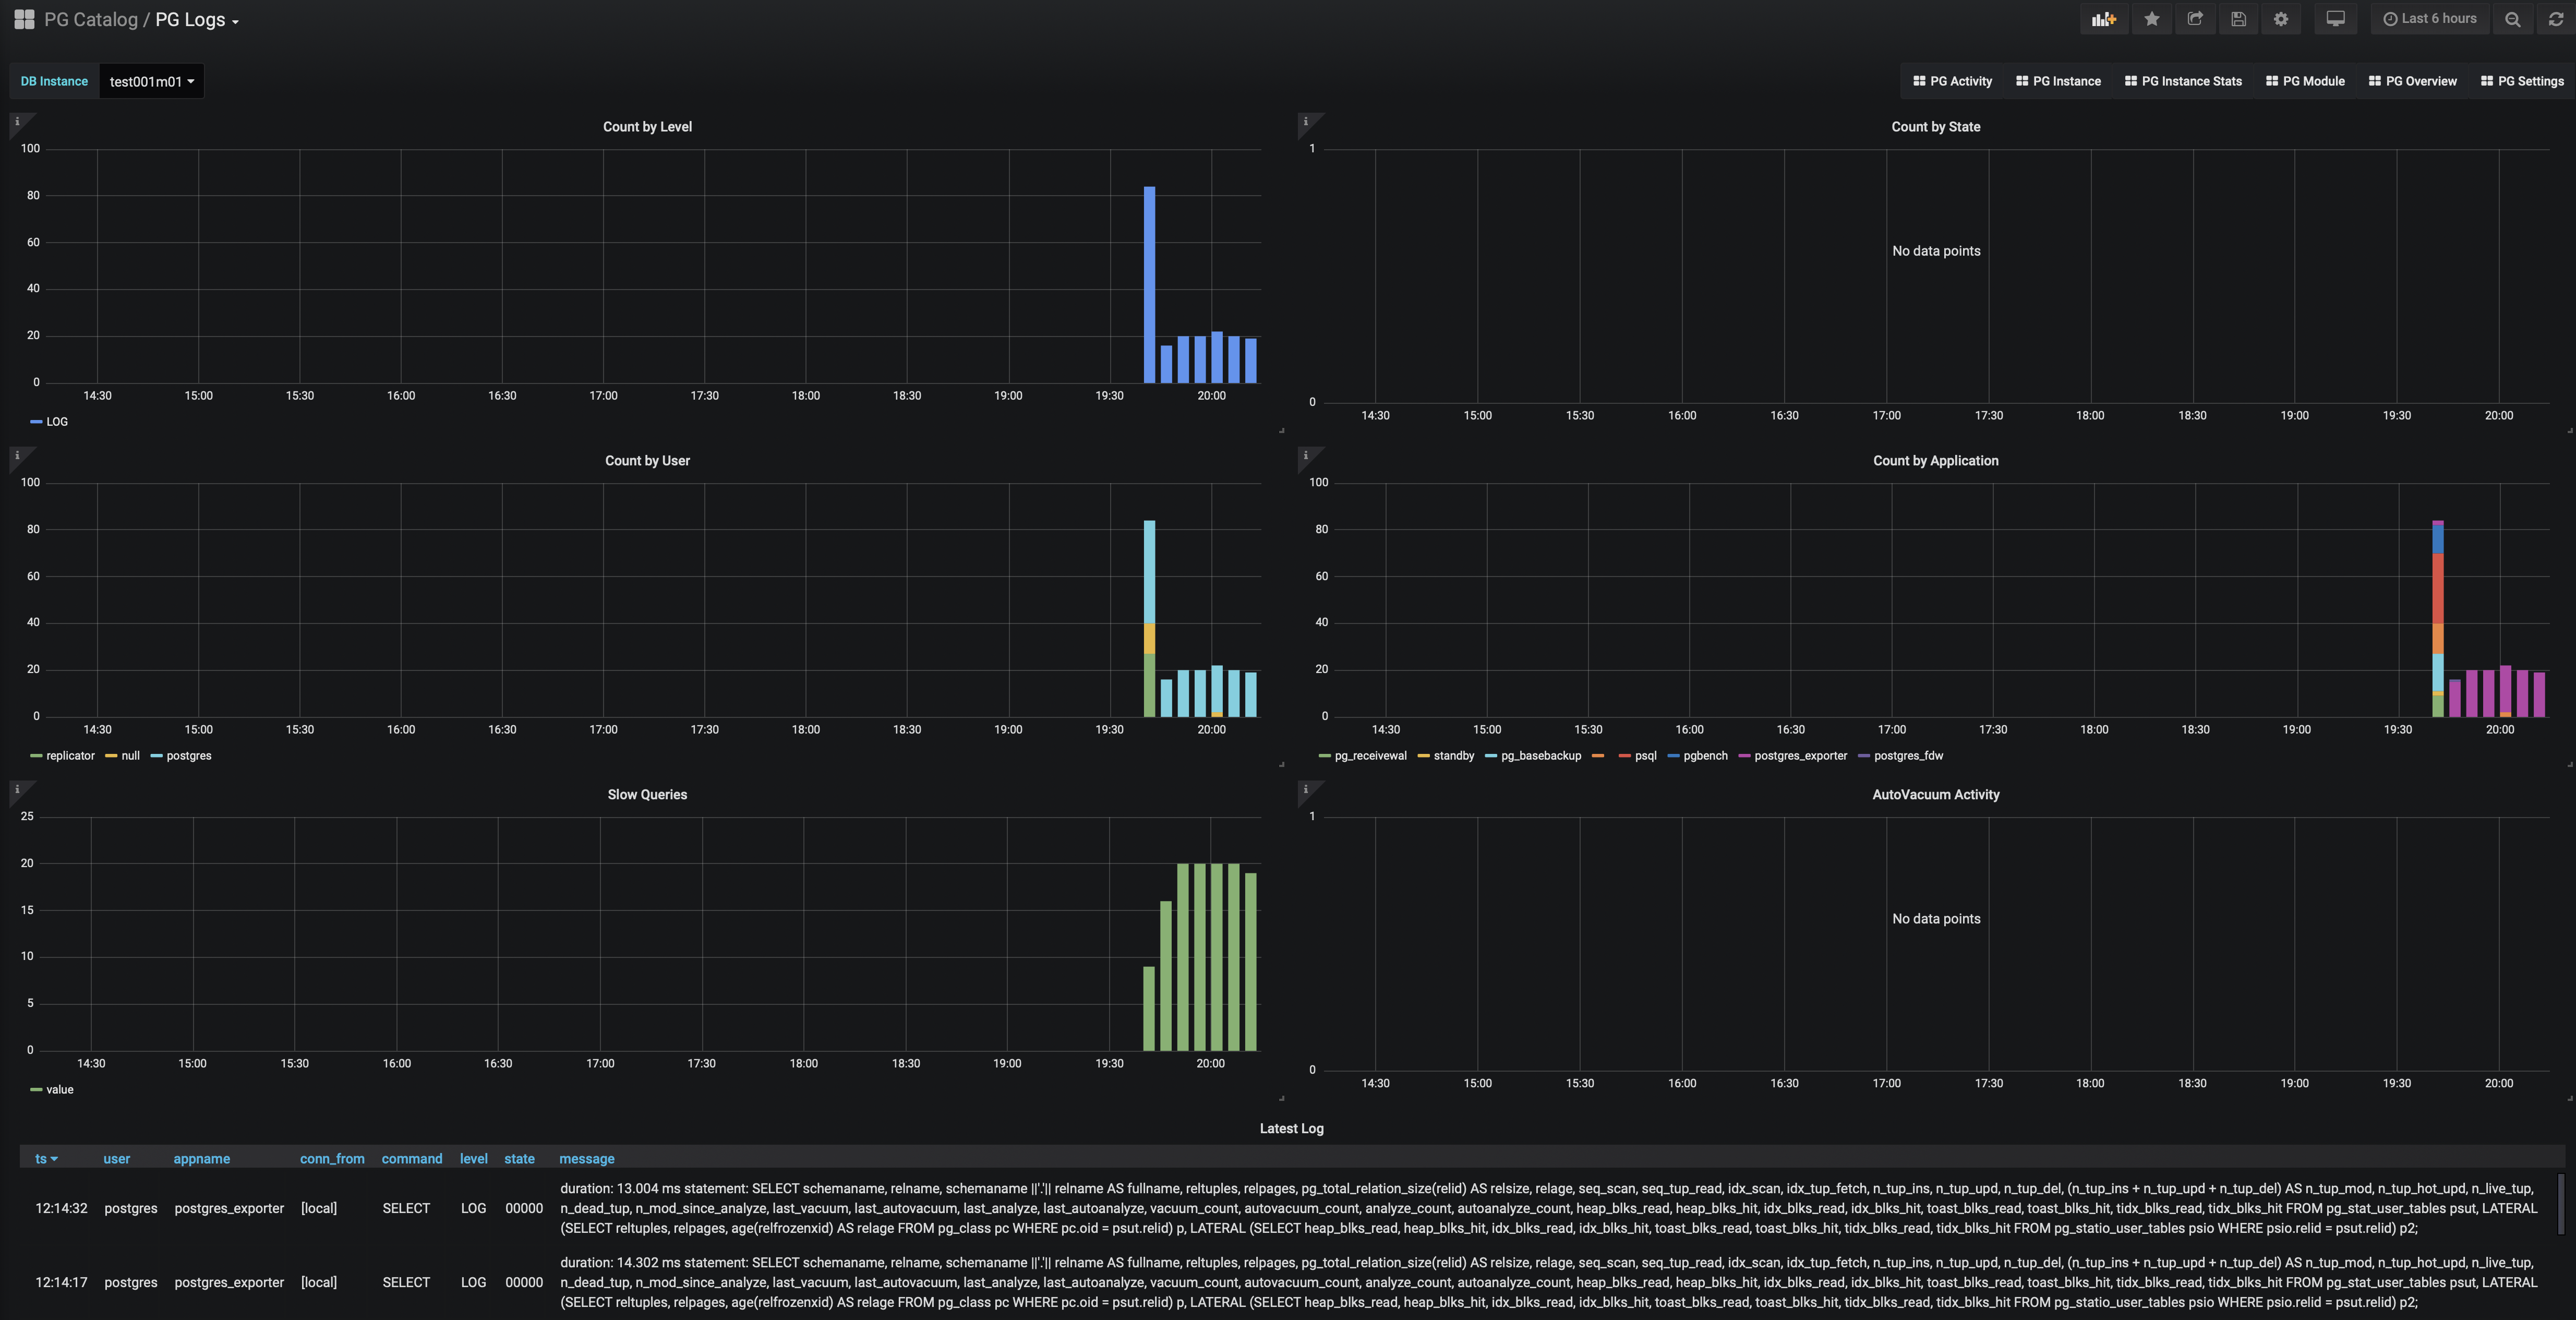 PG Catalog / PG Logs
Last 6 hours
DB Instance test001m01
PG Activity PG Instance PG Instance Stats PG Module PG Overview PG Settings
Count by Level
100
80
60
40
20
0
14:30 15:00 15:30 16:00 16:30 17:00 17:30 18:00 18:30 19:00 19:30 20:00
LOG
Count by State
1
No data points
0
14:30 15:00 15:30 16:00 16:30 17:00 17:30 18:00 18:30 19:00 19:30 20:00
Count by User
100
80
60
40
20
0
14:30 15:00 15:30 16:00 16:30 17:00 17:30 18:00 18:30 19:00 19:30 20:00
replicator null postgres
Count by Application
100
80
60
40
20
0
14:30 15:00 15:30 16:00 16:30 17:00 17:30 18:00 18:30 19:00 19:30 20:00
pg_receivewal standby pg_basebackup psql pgbench postgres_exporter postgres_fdw
Slow Queries
25
20
15
10
5
0
14:30 15:00 15:30 16:00 16:30 17:00 17:30 18:00 18:30 19:00 19:30 20:00
value
AutoVacuum Activity
1
No data points
0
14:30 15:00 15:30 16:00 16:30 17:00 17:30 18:00 18:30 19:00 19:30 20:00
Latest Log
ts user appname conn_from command level state message
12:14:32 postgres postgres_exporter [local] SELECT LOG 00000
duration: 13.004 ms statement: SELECT schemaname, relname, schemaname ||'.'|| relname AS fullname, reltuples, relpages, pg_total_relation_size(relid) AS relsize, relage, seq_scan, seq_tup_read, idx_scan, idx_tup_fetch, n_tup_ins, n_tup_upd, n_tup_del, (n_tup_ins + n_tup_upd + n_tup_del) AS n_tup_mod, n_tup_hot_upd, n_live_tup,
n_dead_tup, n_mod_since_analyze, last_vacuum, last_autovacuum, last_analyze, last_autoanalyze, vacuum_count, autovacuum_count, analyze_count, autoanalyze_count, heap_blks_read, heap_blks_hit, idx_blks_read, idx_blks_hit, toast_blks_read, toast_blks_hit, tidx_blks_read, tidx_blks_hit FROM pg_stat_user_tables psut, LATERAL
(SELECT reltuples, relpages, age(relfrozenxid) AS relage FROM pg_class pc WHERE pc.oid = psut.relid) p, LATERAL (SELECT heap_blks_read, heap_blks_hit, idx_blks_read, idx_blks_hit, toast_blks_read, toast_blks_hit, tidx_blks_read, tidx_blks_hit FROM pg_statio_user_tables psio WHERE psio.relid = psut.relid) p2;
12:14:17 postgres postgres_exporter [local] SELECT LOG 00000
duration: 14.302 ms statement: SELECT schemaname, relname, schemaname ||'.'|| relname AS fullname, reltuples, relpages, pg_total_relation_size(relid) AS relsize, relage, seq_scan, seq_tup_read, idx_scan, idx_tup_fetch, n_tup_ins, n_tup_upd, n_tup_del, (n_tup_ins + n_tup_upd + n_tup_del) AS n_tup_mod, n_tup_hot_upd, n_live_tup,
n_dead_tup, n_mod_since_analyze, last_vacuum, last_autovacuum, last_analyze, last_autoanalyze, vacuum_count, autovacuum_count, analyze_count, autoanalyze_count, heap_blks_read, heap_blks_hit, idx_blks_read, idx_blks_hit, toast_blks_read, toast_blks_hit, tidx_blks_read, tidx_blks_hit FROM pg_stat_user_tables psut, LATERAL
(SELECT reltuples, relpages, age(relfrozenxid) AS relage FROM pg_class pc WHERE pc.oid = psut.relid) p, LATERAL (SELECT heap_blks_read, heap_blks_hit, idx_blks_read, idx_blks_hit, toast_blks_read, toast_blks_hit, tidx_blks_read, tidx_blks_hit FROM pg_statio_user_tables psio WHERE psio.relid = psut.relid) p2;